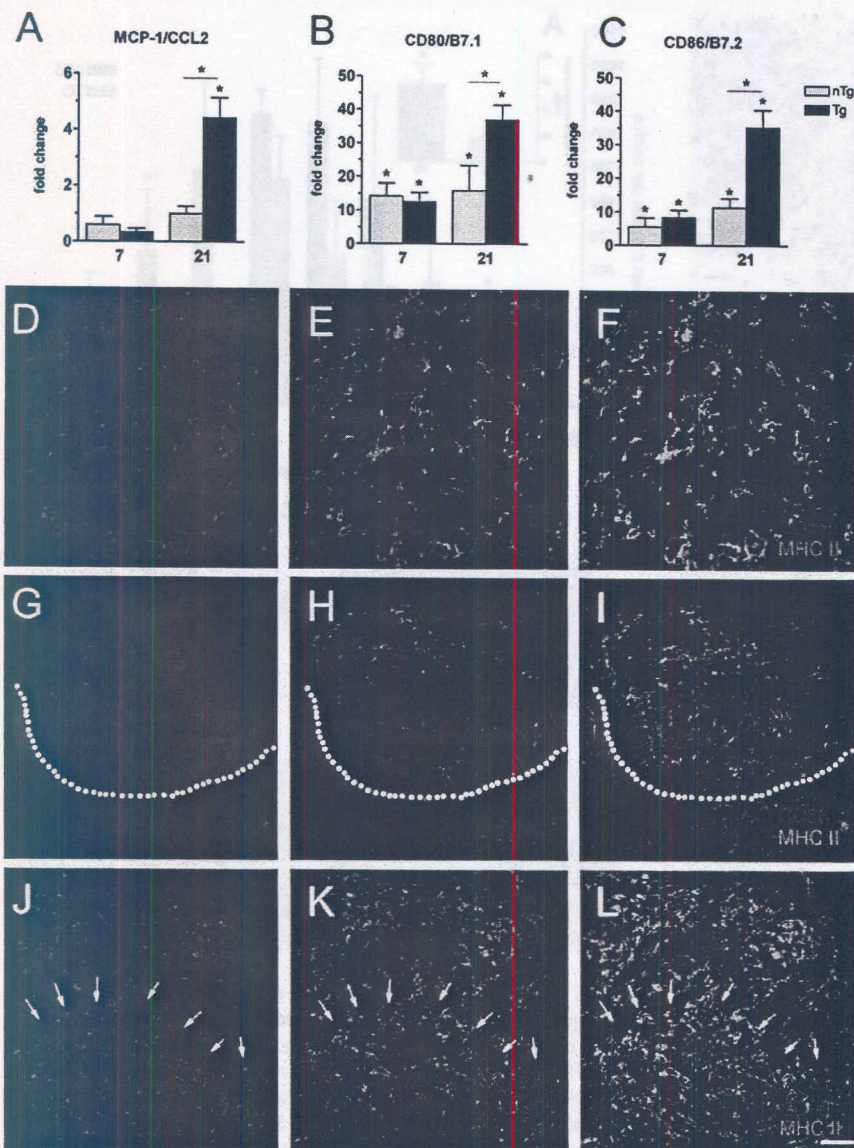 A MCP-1/CCL2
fold change
6
4
2
0
7 21
B CD80/B7.1
fold change
50
40
30
20
10
0
7 21
C CD86/B7.2
fold change
50
40
30
20
10
0
7 21
nTg
Tg
* * *
* * * * *
* * * * *
D E F
MHC II
G H I
MHC II
J K L
MHC II